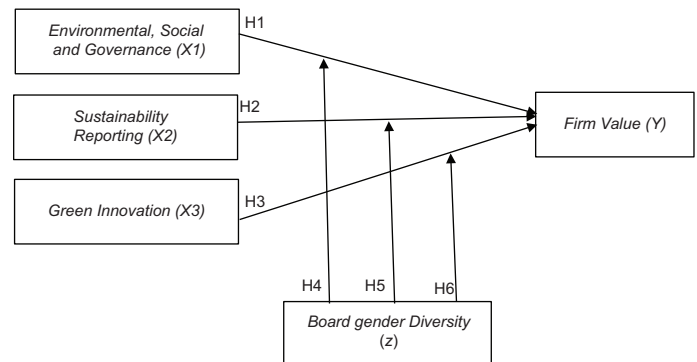 H1
Environmental, Social
and Governance (X1)
H2
Sustainability
Reporting (X2)
Firm Value (Y)
H3
Green Innovation (X3)
H4
H5
H6
Board gender Diversity
(z)